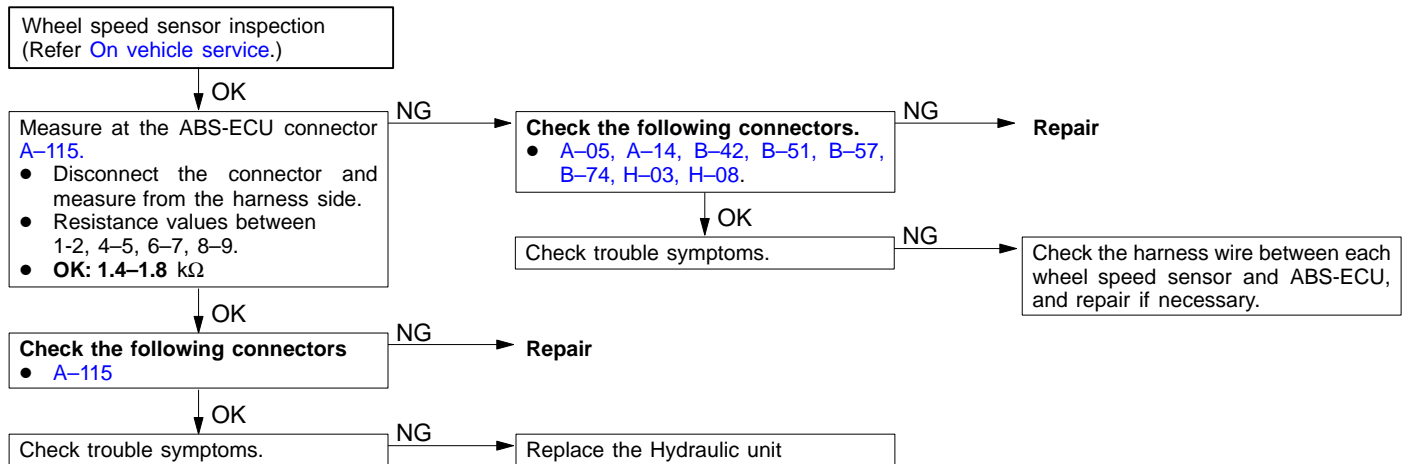 Wheel speed sensor inspection
(Refer On vehicle service.)
OK
Measure at the ABS-ECU connector
A–115.
● Disconnect the connector and
measure from the harness side.
● Resistance values between
1-2, 4–5, 6–7, 8–9.
● OK: 1.4–1.8 kΩ
NG
Check the following connectors.
● A–05, A–14, B–42, B–51, B–57,
B–74, H–03, H–08.
NG
Repair
OK
Check trouble symptoms.
NG
Check the harness wire between each
wheel speed sensor and ABS-ECU,
and repair if necessary.
OK
Check the following connectors
● A–115
NG
Repair
OK
Check trouble symptoms.
NG
Replace the Hydraulic unit